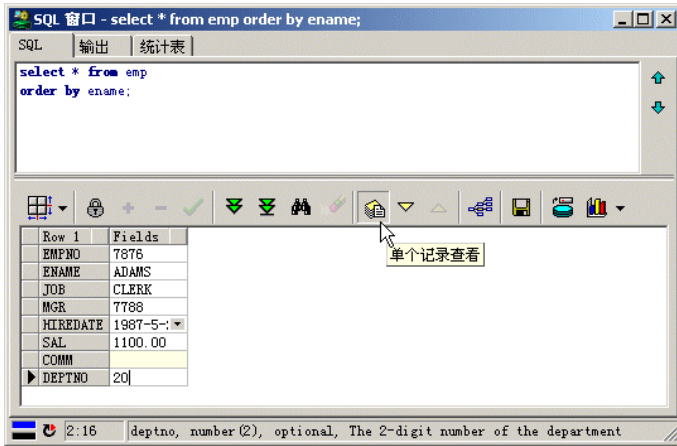 SQL 窗口 - select * from emp order by ename;
SQL 输出 统计表
select * from emp
order by ename;
Row 1 Fields
EMPNO 7876
ENAME ADAMS
JOB CLERK
MGR 7788
HIREDATE 1987-5-
SAL 1100.00
COMM
DEPTNO 20
单个记录查看
2:16 deptno, number(2), optional, The 2-digit number of the department